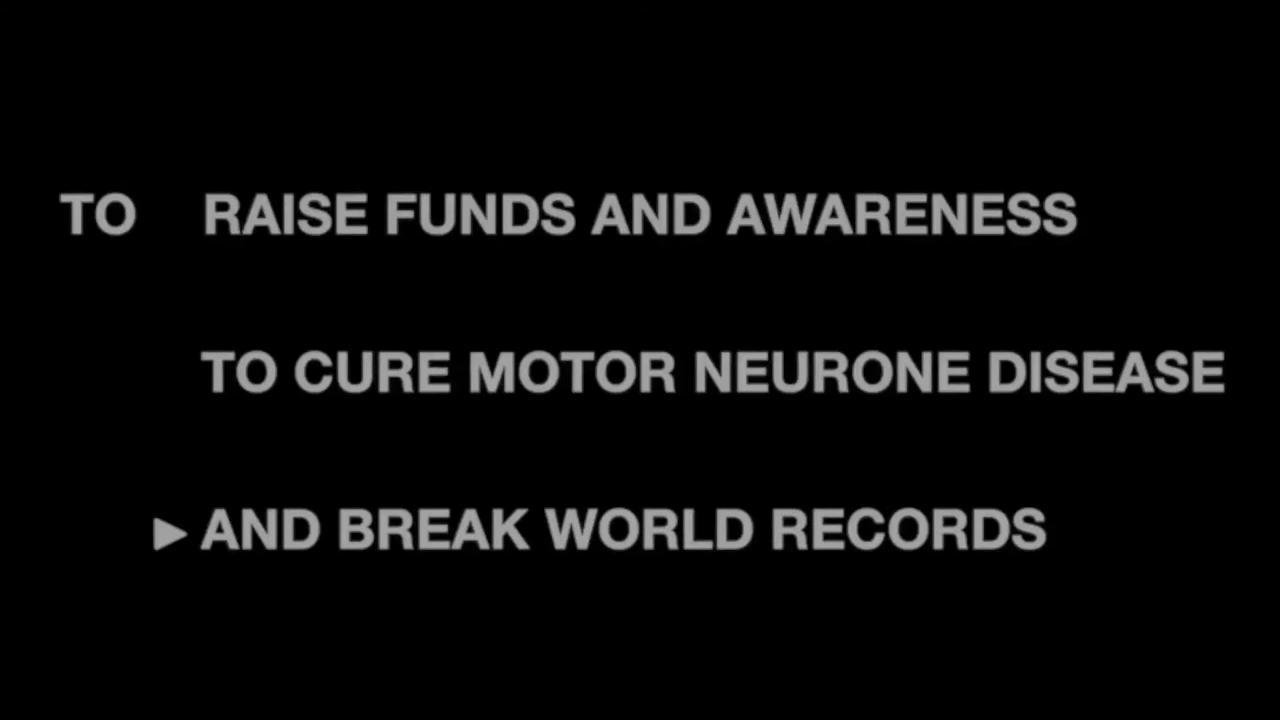 TO RAISE FUNDS AND AWARENESS
TO CURE MOTOR NEURONE DISEASE
▶ AND BREAK WORLD RECORDS